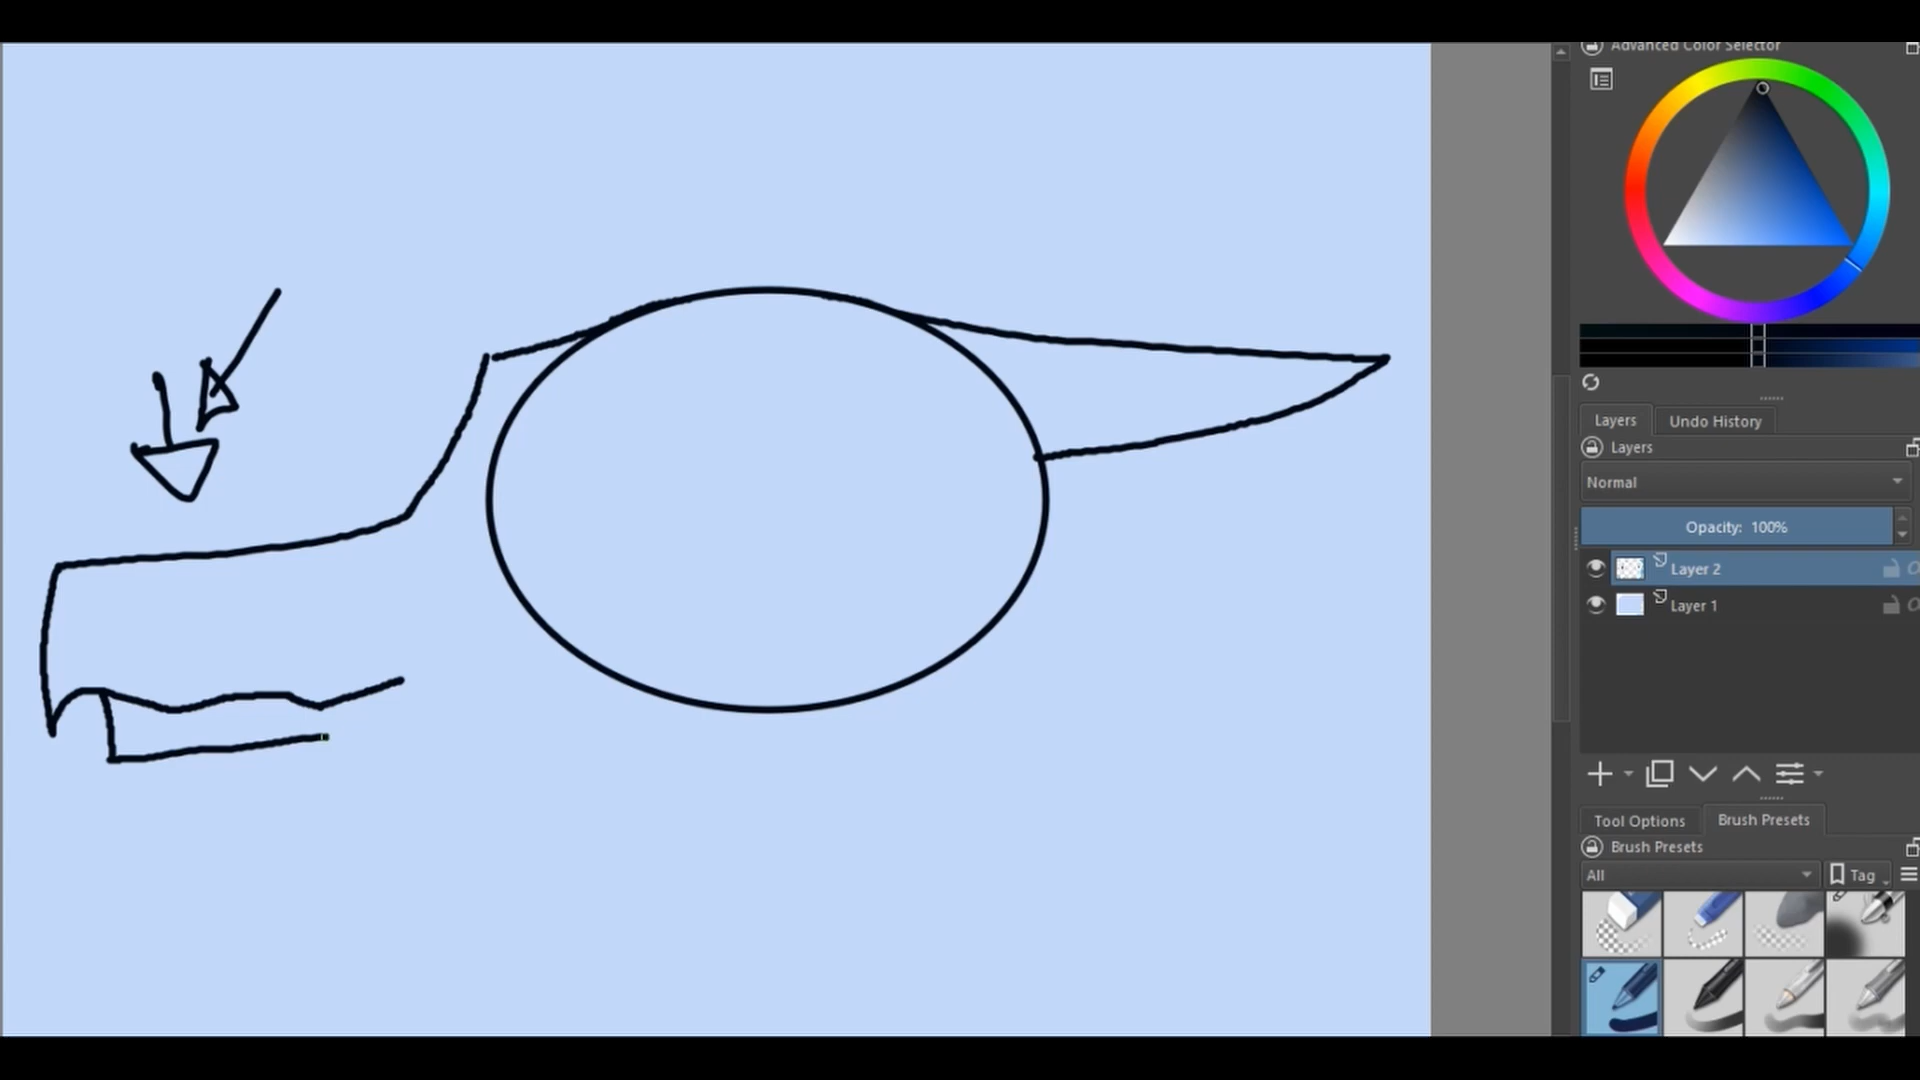 Advanced Color Selector
Layers
Undo History
Layers
Normal
Opacity: 100%
Layer 2
Layer 1
Tool Options
Brush Presets
Brush Presets
All
Tag